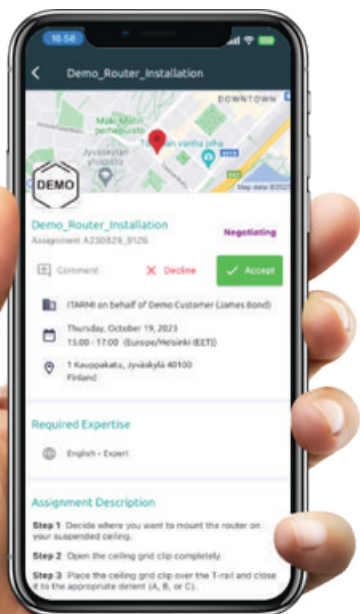 16.58
Demo_Router_Installation
DOWNTOWN
Jyväskylän
yliopisto
vanha piha
Map data ©2023
DEMO
Demo_Router_Installation
Negotiating
Comment
Decline
Accept
ITARMI on behalf of Demo Customer (James Bond)
Thursday, October 19, 2023
15:00 - 17:00 (Europe/Helsinki (EET))
1 Kauppakatu, Jyväskylä 40100
Finland
Required Expertise
English - Expert
Assignment Description
Step 1 Decide where you want to mount the router on
your suspended ceiling.
Step 2 Open the ceiling grid clip completely.
Step 3 Place the ceiling grid clip over the T-rail and close
it to the appropriate detent (A, B, or C).